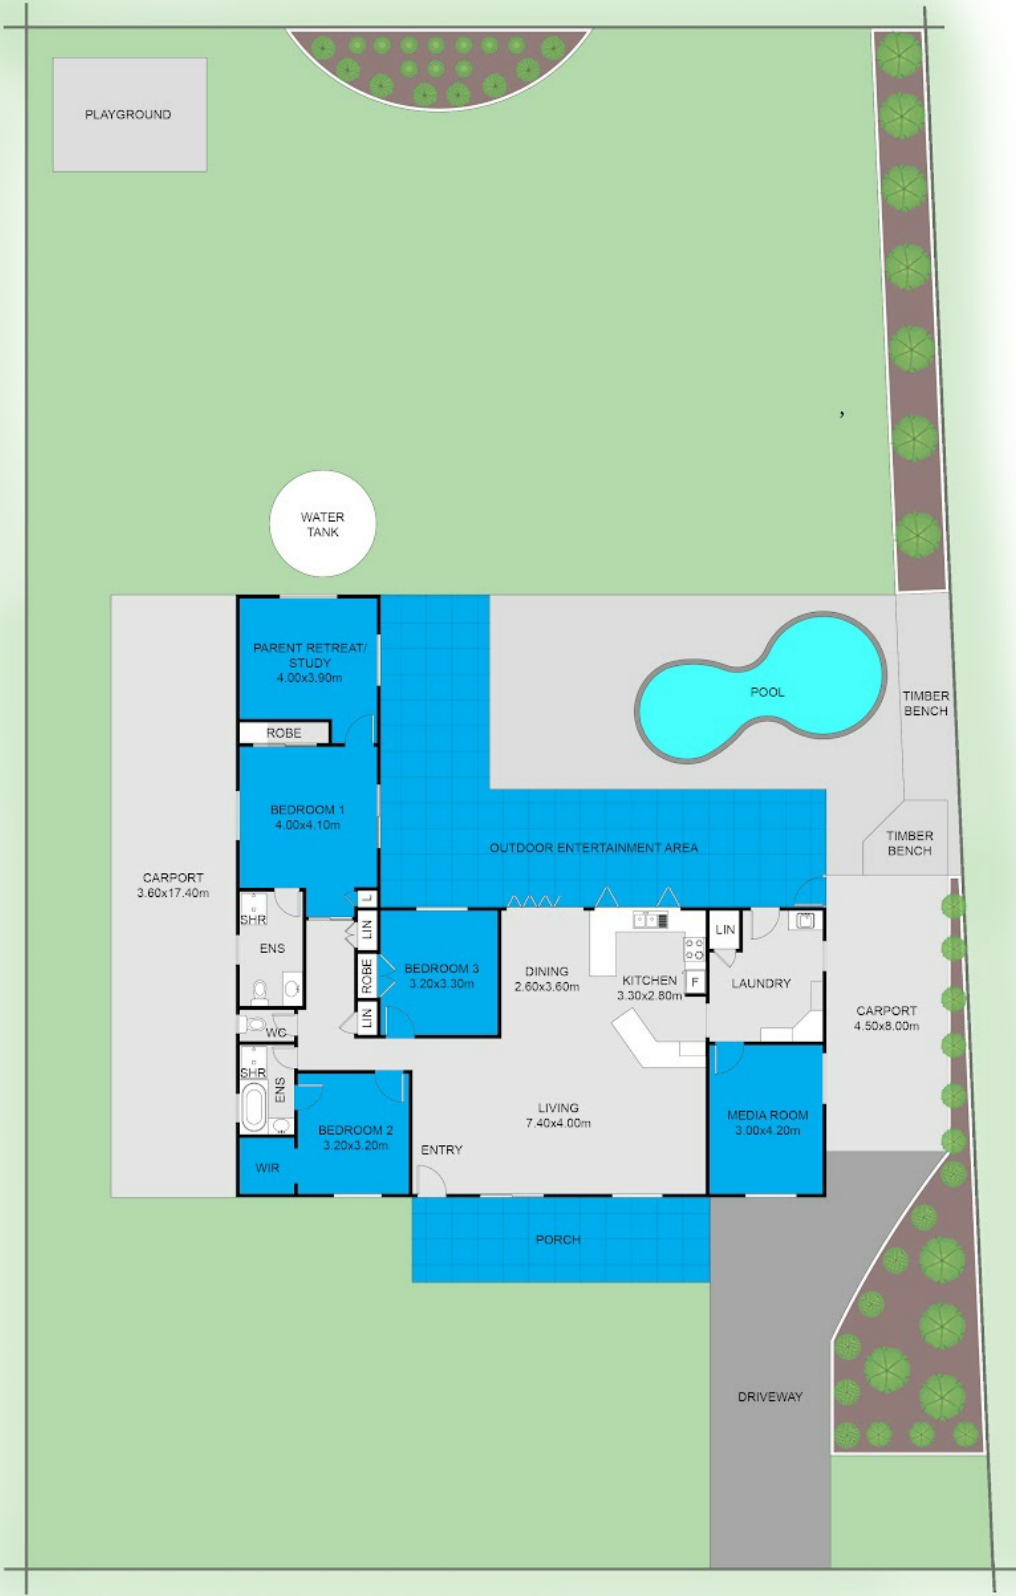 PLAYGROUND
,
WATER
TANK
PARENT RETREAT/
STUDY
4.00x3.90m
ROBE
POOL
TIMBER
BENCH
BEDROOM 1
4.00x4.10m
OUTDOOR ENTERTAINMENT AREA
TIMBER
BENCH
CARPORT
3.60x17.40m
L
SHR
LIN
LIN
ENS
ROBE
BEDROOM 3
3.20x3.30m
DINING
2.60x3.60m
KITCHEN
3.30x2.80m
F
LAUNDRY
WC
LIN
CARPORT
4.50x8.00m
SHR
ENS
BEDROOM 2
3.20x3.20m
LIVING
7.40x4.00m
MEDIA ROOM
3.00x4.20m
ENTRY
WIR
PORCH
DRIVEWAY